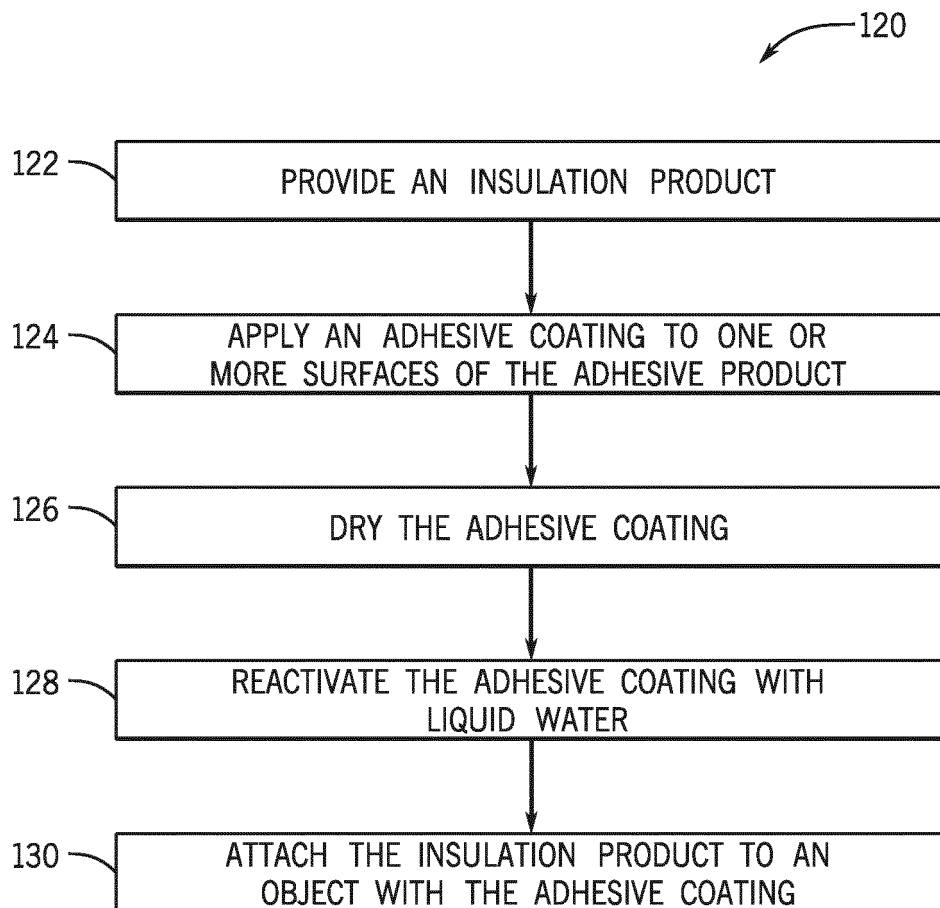 120
122
PROVIDE AN INSULATION PRODUCT
124
APPLY AN ADHESIVE COATING TO ONE OR
MORE SURFACES OF THE ADHESIVE PRODUCT
126
DRY THE ADHESIVE COATING
128
REACTIVATE THE ADHESIVE COATING WITH
LIQUID WATER
130
ATTACH THE INSULATION PRODUCT TO AN
OBJECT WITH THE ADHESIVE COATING